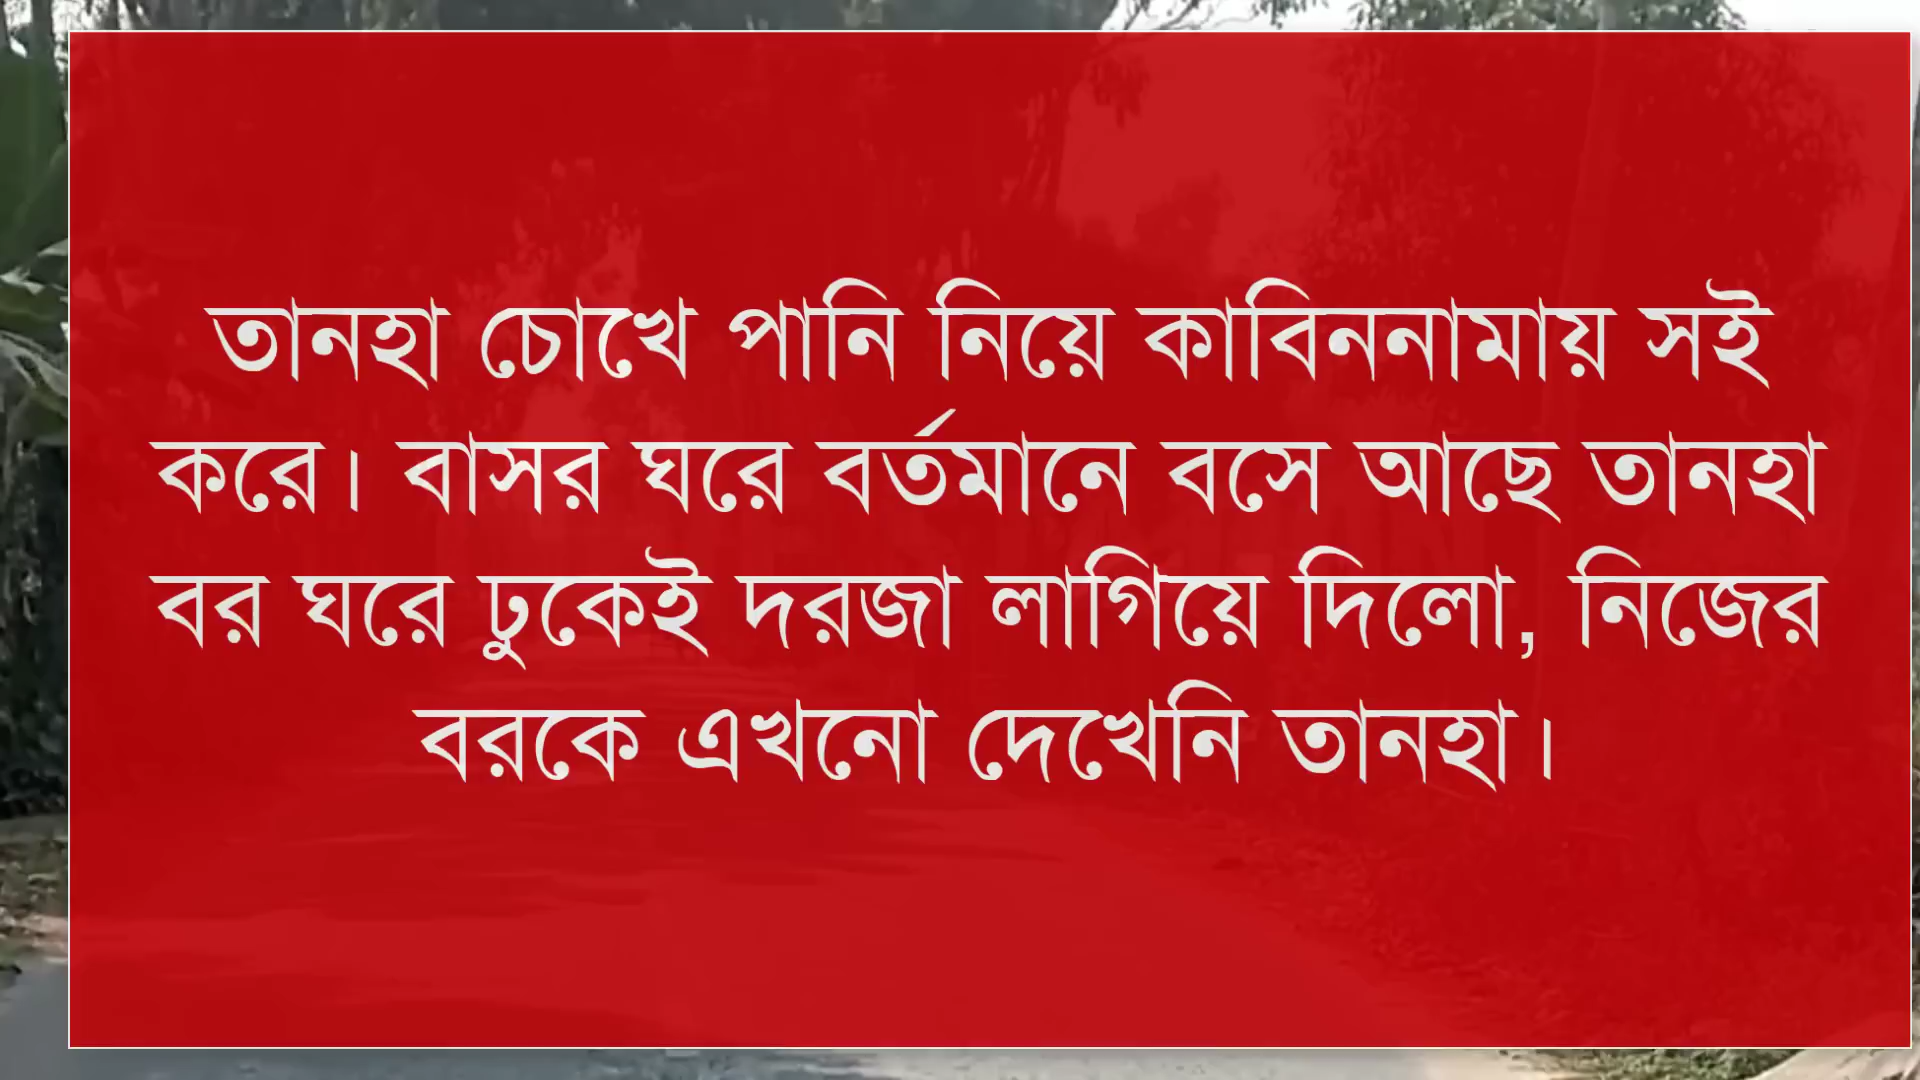 তানহা চোখে পানি নিয়ে কাবিননামায় সই
করে। বাসর ঘরে বর্তমানে বসে আছে তানহা
বর ঘরে ঢুকেই দরজা লাগিয়ে দিলো, নিজের
বরকে এখনো দেখেনি তানহা।